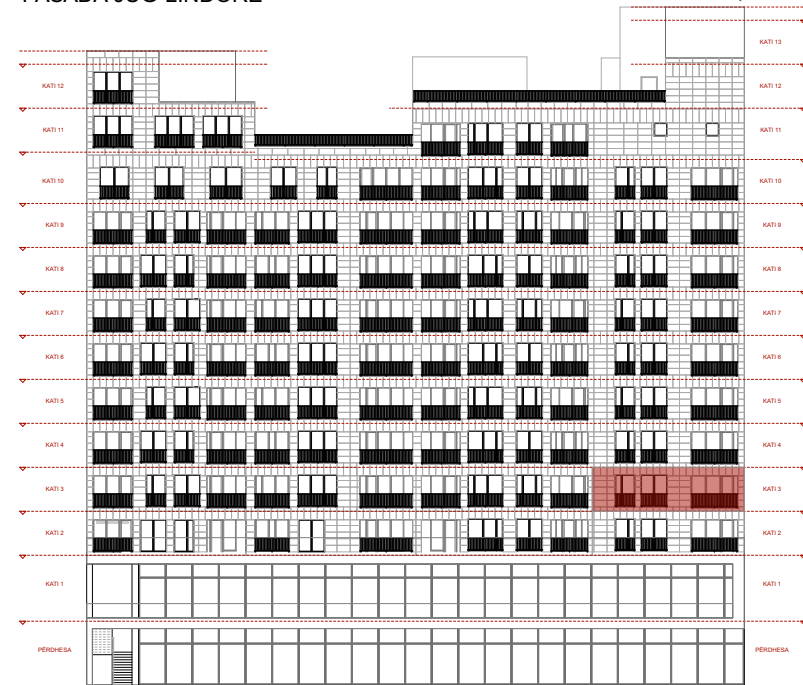 FASADA JUG-LINDORE
KATI 13
KATI 12
KATI 12
KATI 11
KATI 11
KATI 10
KATI 10
KATI 9
KATI 9
KATI 8
KATI 8
KATI 7
KATI 7
KATI 6
KATI 6
KATI 5
KATI 5
KATI 4
KATI 4
KATI 3
KATI 3
KATI 2
KATI 2
KATI 1
KATI 1
PËRDHESA
PËRDHESA